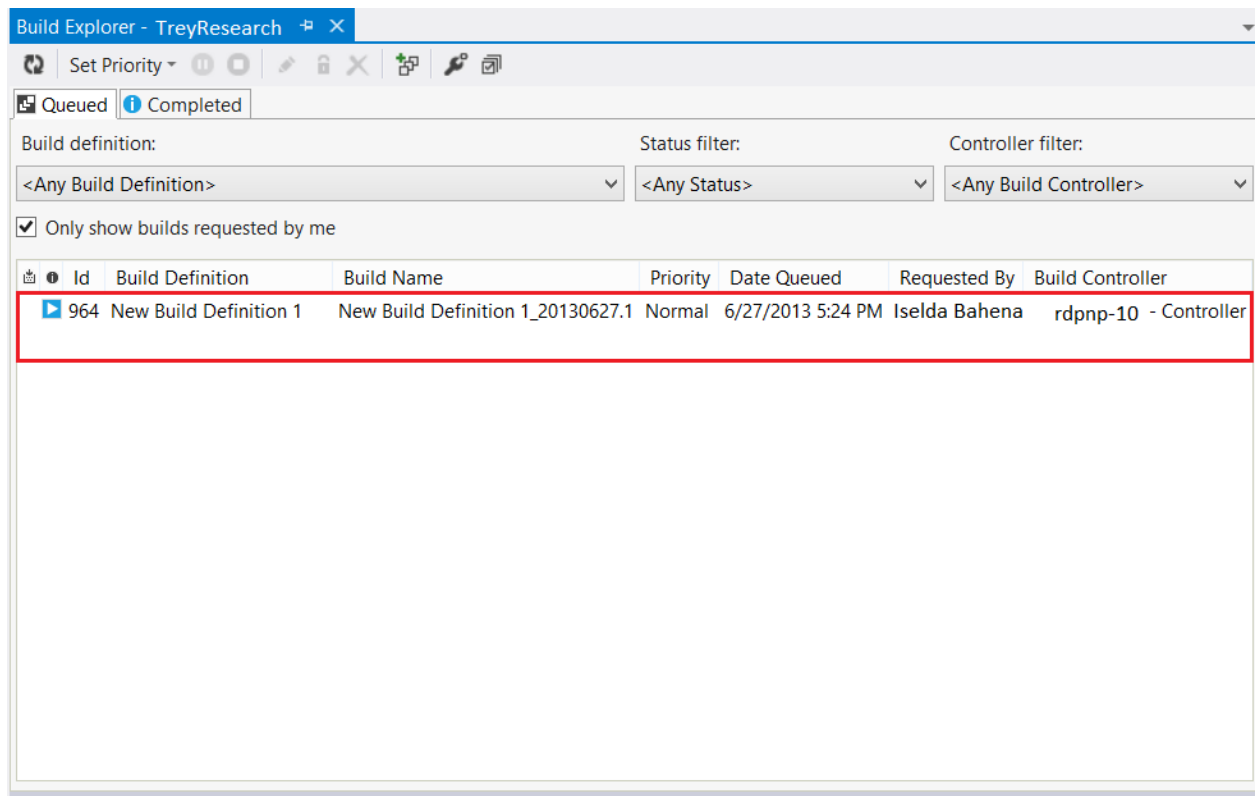 Build Explorer - TreyResearch
Set Priority
Queued Completed
Build definition: Status filter: Controller filter:
<Any Build Definition> <Any Status> <Any Build Controller>
Only show builds requested by me
Id Build Definition Build Name Priority Date Queued Requested By Build Controller
964 New Build Definition 1 New Build Definition 1_20130627.1 Normal 6/27/2013 5:24 PM Iselda Bahena rdpnp-10 - Controller